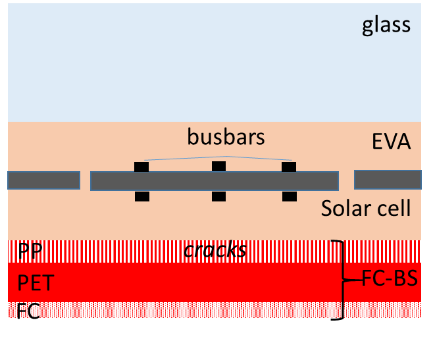 glass
busbars
EVA
Solar cell
PP
cracks
PET
FC-BS
FC